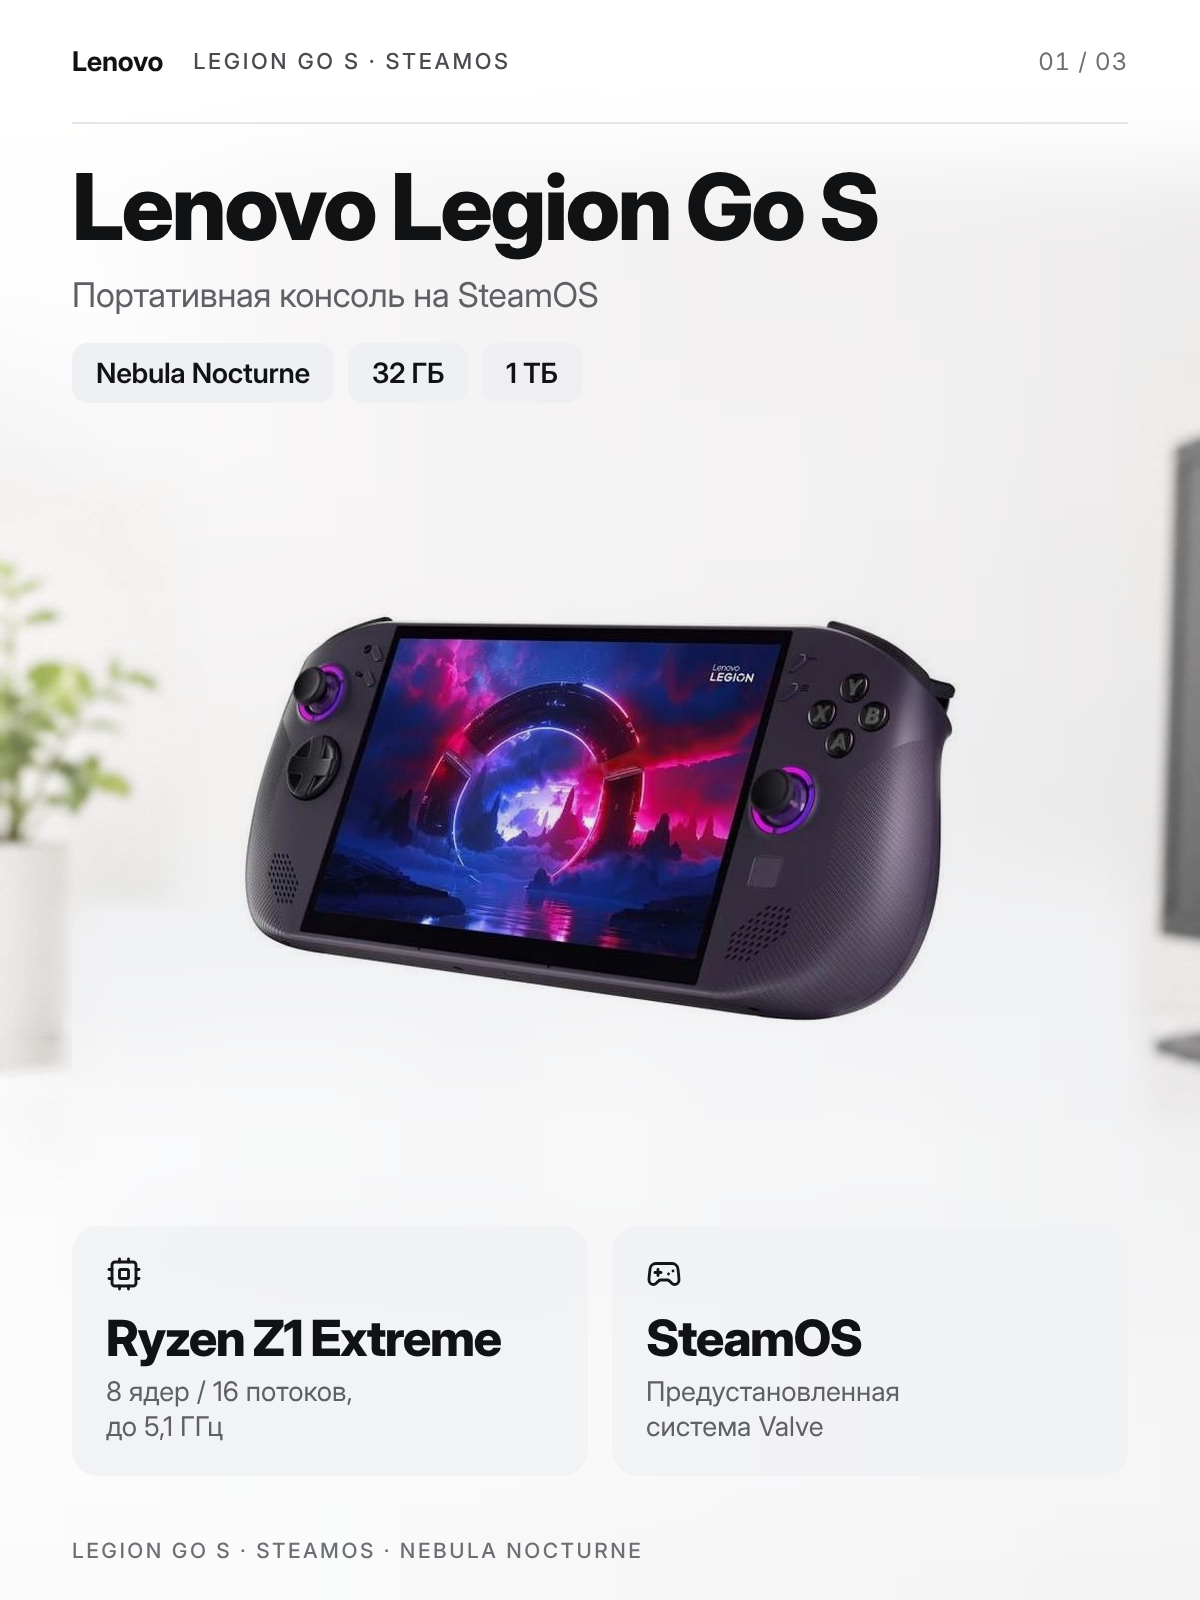 Lenovo LEGION GO S · STEAMOS 01 / 03
Lenovo Legion Go S
Портативная консоль на SteamOS
Nebula Nocturne 32 ГБ 1 ТБ
Lenovo
LEGION
Y
X B
A
Ryzen Z1 Extreme
8 ядер / 16 потоков,
до 5,1 ГГц
SteamOS
Предустановленная
система Valve
LEGION GO S · STEAMOS · NEBULA NOCTURNE